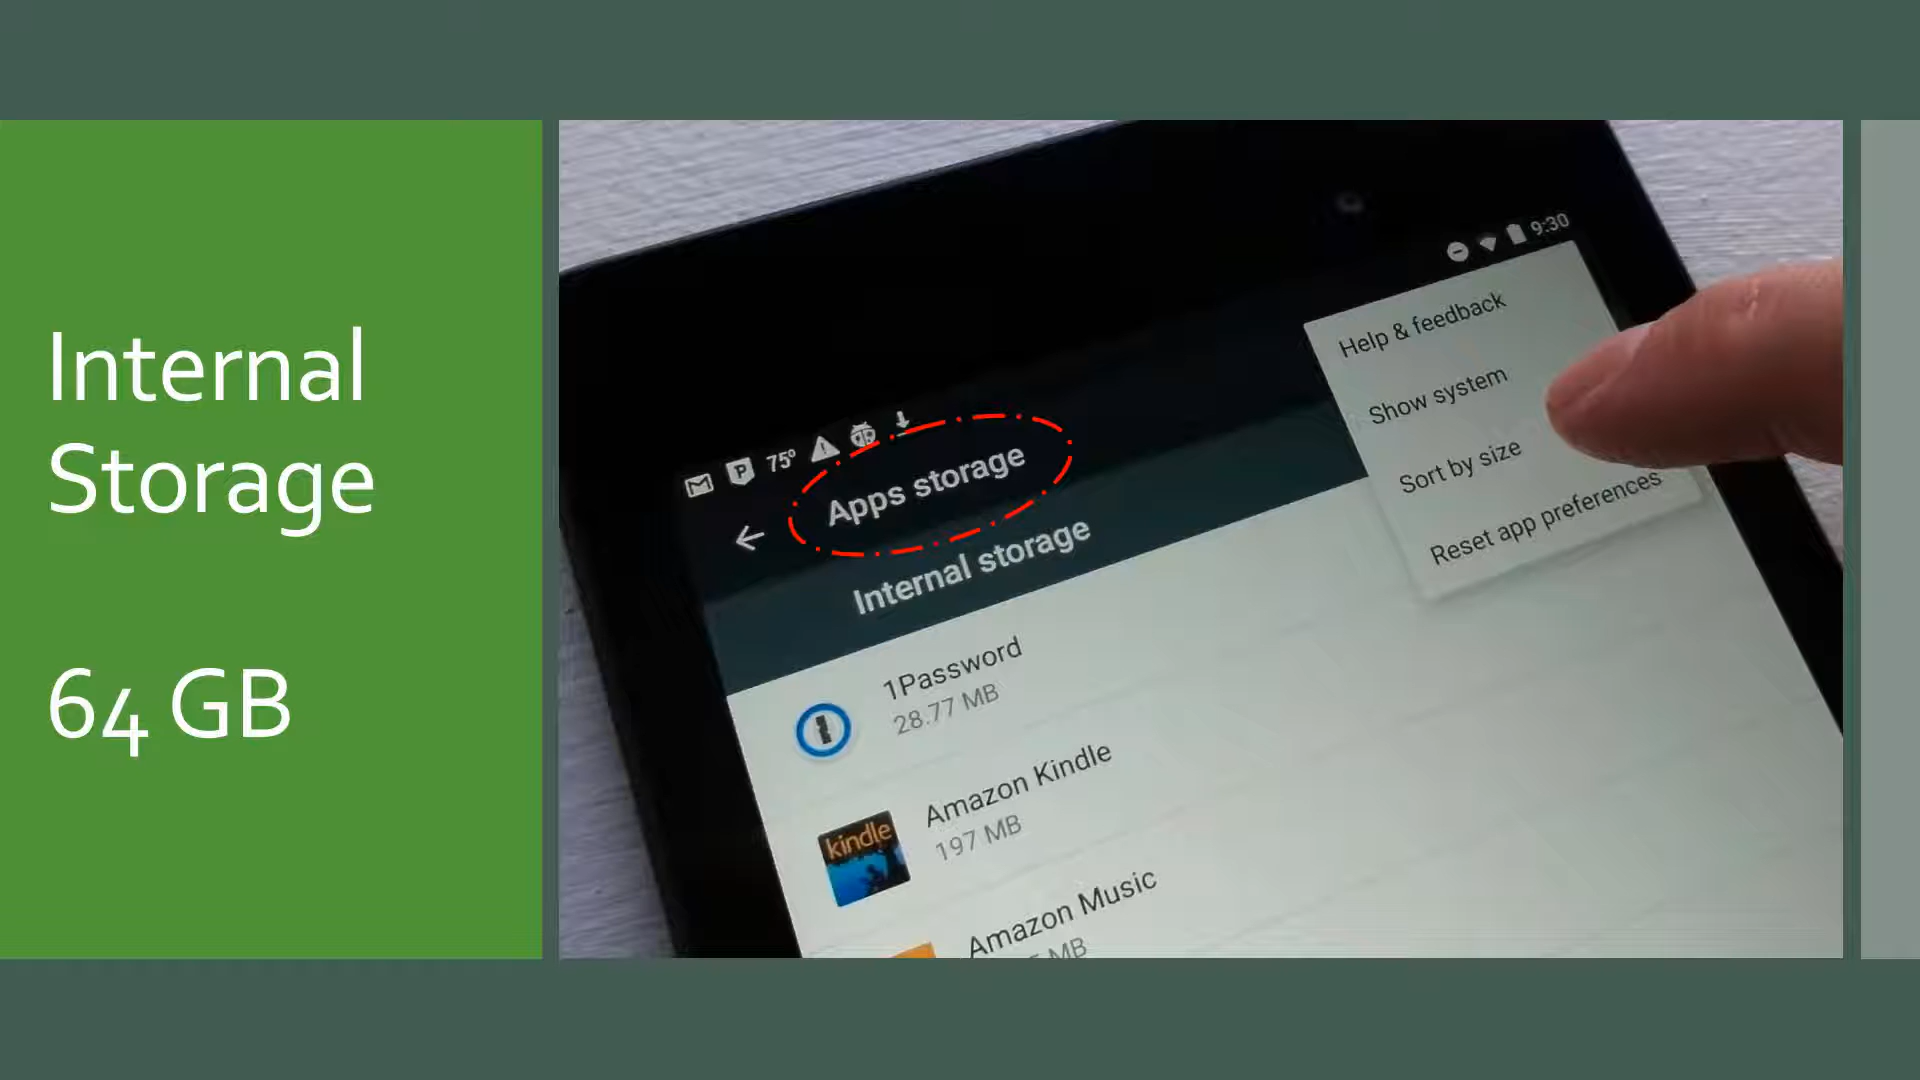 Internal
Storage
64 GB
75°
9:30
Apps storage
Internal storage
Help & feedback
Show system
Sort by size
Reset app preferences
1Password
28.77 MB
kindle
Amazon Kindle
197 MB
Amazon Music
MB